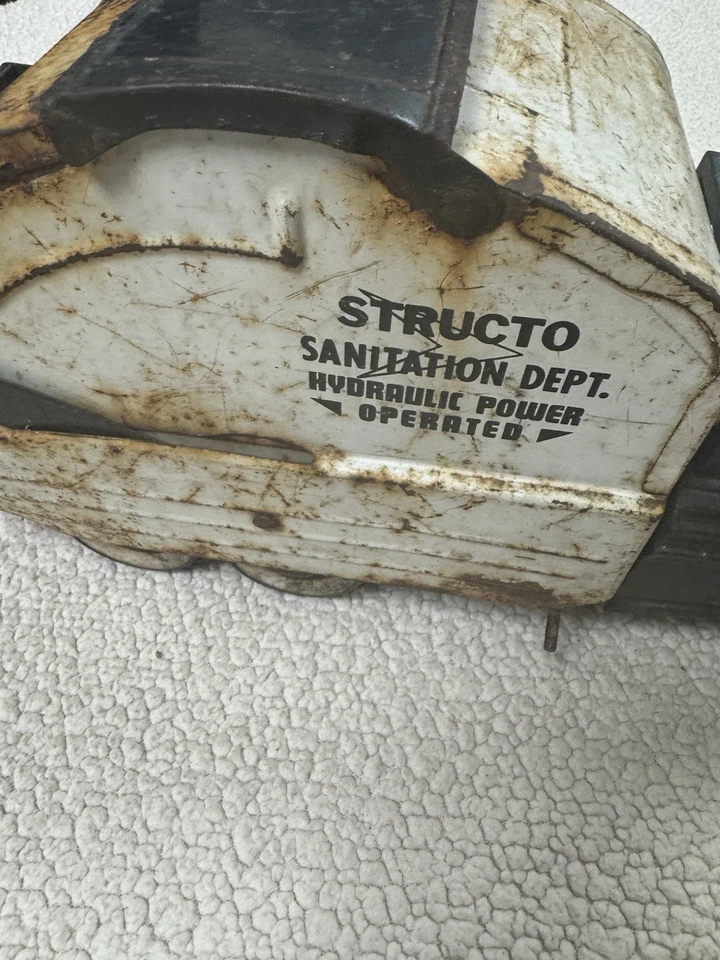 STRUCTO
SANITATION DEPT.
HYDRAULIC POWER
OPERATED